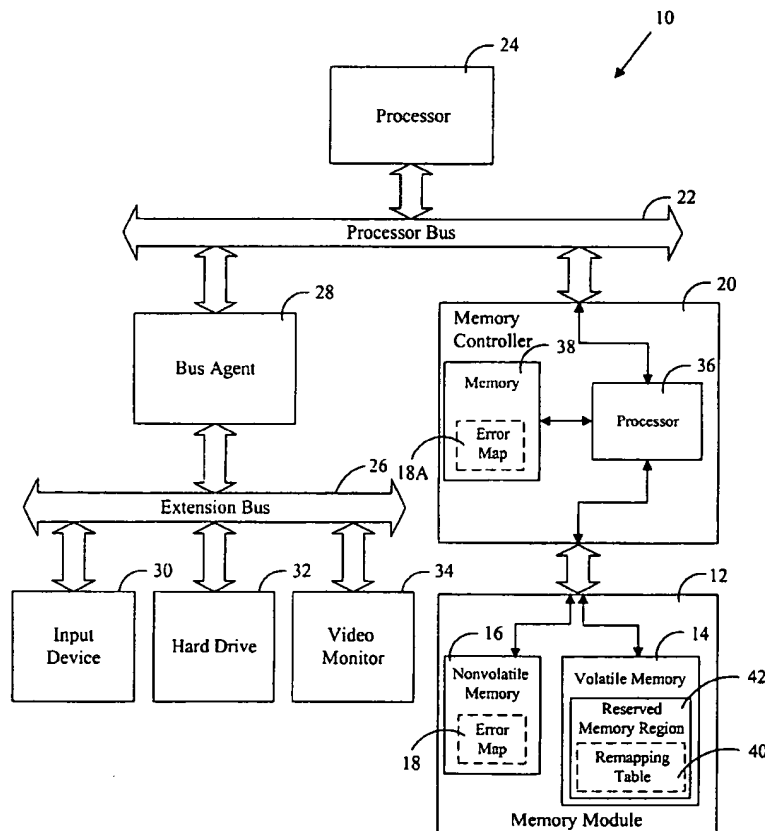 10
24
Processor
22
Processor Bus
28
Bus Agent
20
Memory
Controller
38
Memory
36
Processor
Error
Map
18A
26
Extension Bus
30
Input
Device
32
Hard Drive
34
Video
Monitor
12
16
Nonvolatile
Memory
Error
Map
18
14
Volatile Memory
42
Reserved
Memory Region
Remapping
Table
40
Memory Module